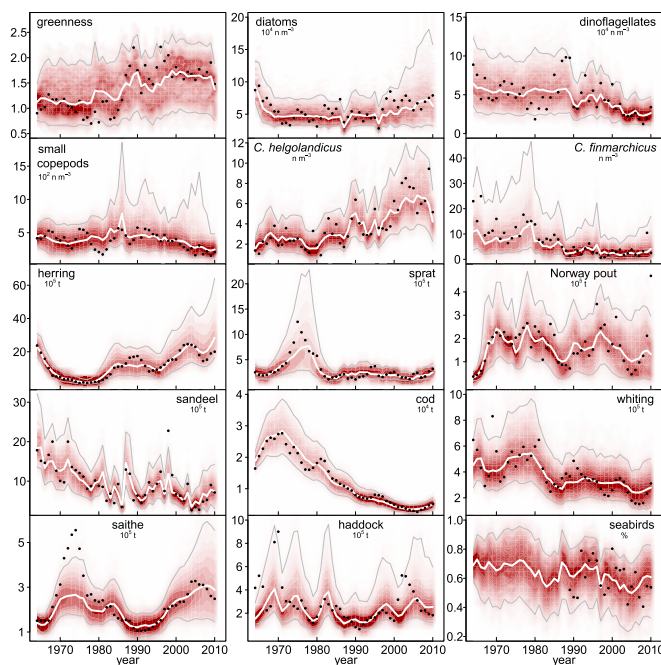 greenness
2.5
2.0
1.5
1.0
0.5
diatoms
10⁴ n m⁻³
20
15
10
5
dinoflagellates
10⁴ n m⁻³
15
10
5
0
small
copepods
10² n m⁻³
15
10
5
C. helgolandicus
n m⁻³
12
10
8
6
4
2
0
C. finmarchicus
n m⁻³
40
30
20
10
0
herring
10⁵ t
60
40
20
sprat
10⁵ t
20
15
10
5
Norway pout
10⁵ t
4
3
2
1
sandeel
10⁵ t
30
20
10
cod
10⁴ t
4
3
2
1
whiting
10⁵ t
10
8
6
4
2
saithe
10⁵ t
5
3
1
haddock
10⁵ t
10
8
6
4
2
seabirds
%
1.0
0.8
0.6
0.4
0.2
1970 1980 1990 2000 2010
year
1970 1980 1990 2000 2010
year
1970 1980 1990 2000 2010
year